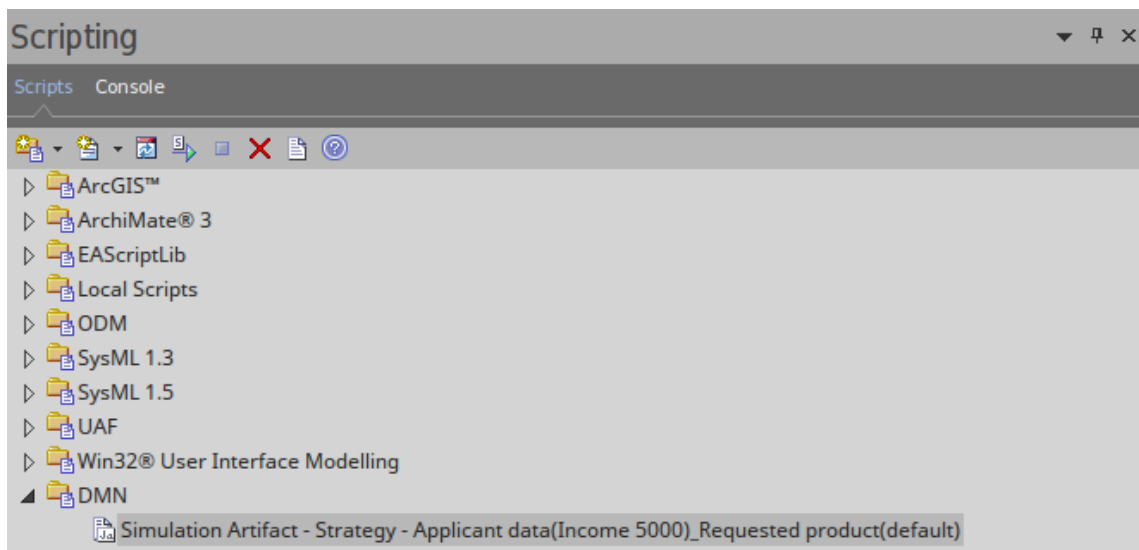 Scripting
Scripts Console
ArcGIS™
ArchiMate® 3
EAScriptLib
Local Scripts
ODM
SysML 1.3
SysML 1.5
UAF
Win32® User Interface Modelling
DMN
Simulation Artifact - Strategy - Applicant data(Income 5000)_Requested product(default)